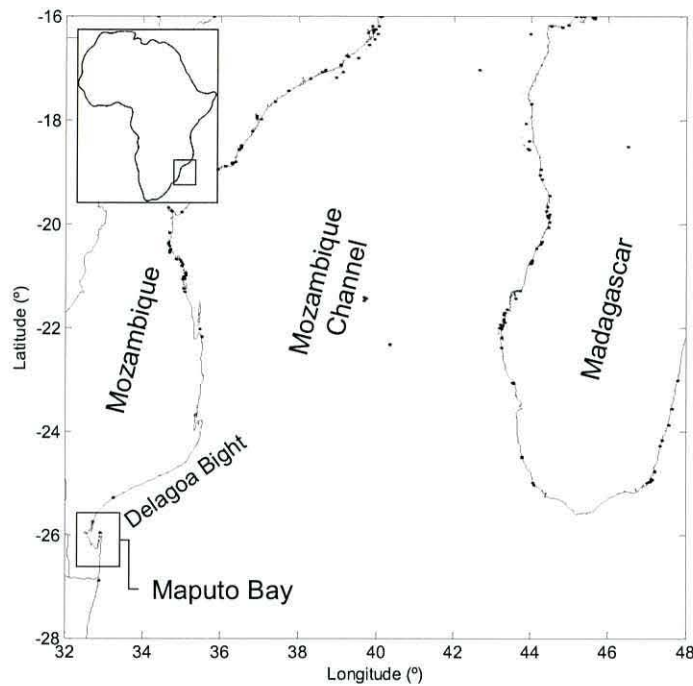 -16
-18
-20
-22
-24
-26
-28
Latitude (º)
Mozambique
Mozambique
Channel
Madagascar
Delagoa Bight
Maputo Bay
32
34
36
38
40
42
44
46
48
Longitude (º)